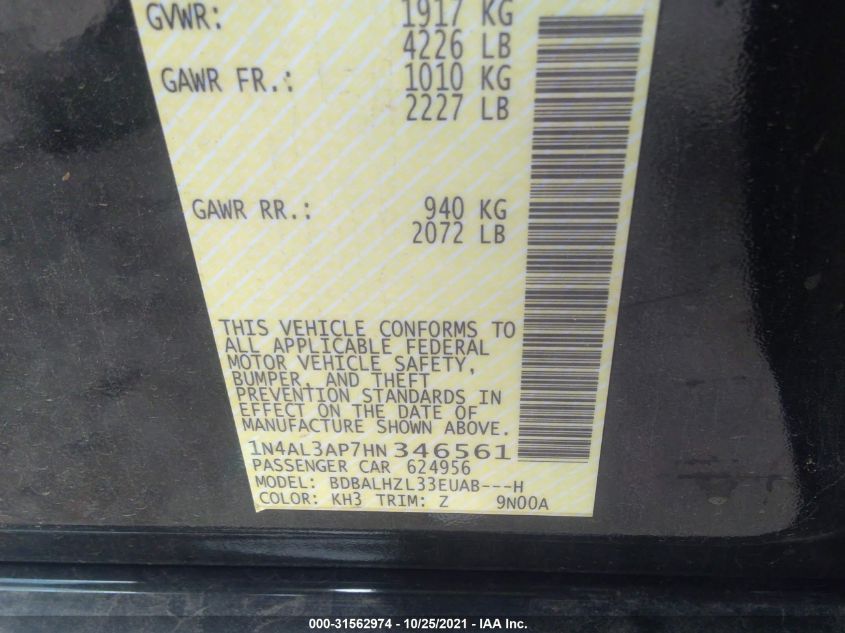 GVWR: 1917 KG
4226 LB
GAWR FR.: 1010 KG
2227 LB
GAWR RR.: 940 KG
2072 LB
THIS VEHICLE CONFORMS TO
ALL APPLICABLE FEDERAL
MOTOR VEHICLE SAFETY,
BUMPER, AND THEFT
PREVENTION STANDARDS IN
EFFECT ON THE DATE OF
MANUFACTURE SHOWN ABOVE.
1N4AL3AP7HN 346561
PASSENGER CAR 624956
MODEL: BDBALHZL33EUAB---H
COLOR: KH3 TRIM: Z 9N00A
000-31562974 - 10/25/2021 - IAA Inc.